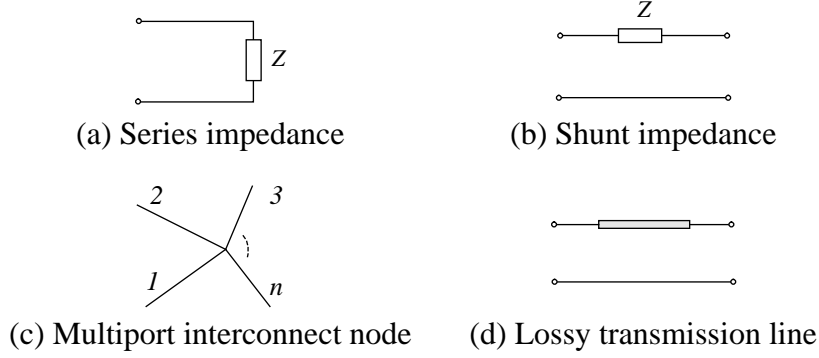 Z
(a) Series impedance
Z
(b) Shunt impedance
2
3
1
n
(c) Multiport interconnect node
(d) Lossy transmission line